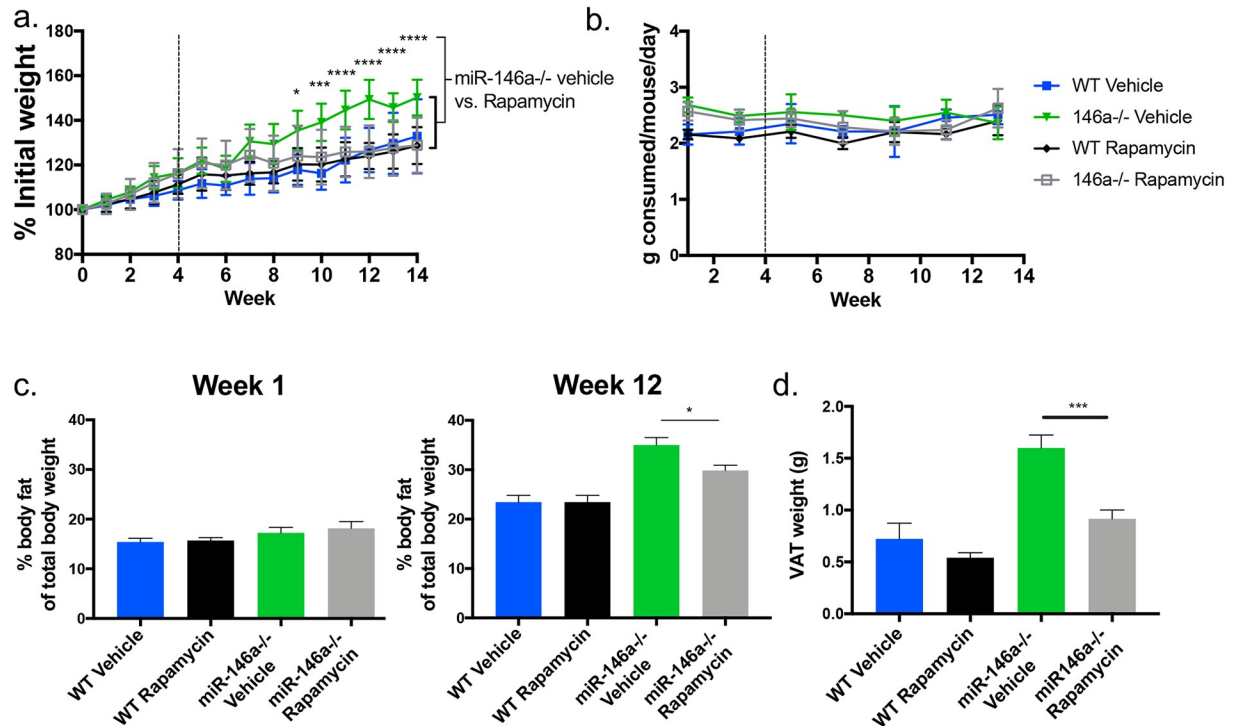 a.
% Initial weight
180
160
140
120
100
80
0 2 4 6 8 10 12 14
Week
* *** **** **** **** ****
miR-146a-/- vehicle
vs. Rapamycin
b.
g consumed/mouse/day
4
3
2
1
0
2 4 6 8 10 12 14
Week
WT Vehicle
146a-/- Vehicle
WT Rapamycin
146a-/- Rapamycin
c.
Week 1
% body fat
of total body weight
40
30
20
10
0
WT Vehicle
WT Rapamycin
miR-146a-/-
Vehicle
miR-146a-/-
Rapamycin
Week 12
% body fat
of total body weight
40
30
20
10
0
*
WT Vehicle
WT Rapamycin
miR-146a-/-
Vehicle
miR-146a-/-
Rapamycin
d.
VAT weight (g)
2.0
1.5
1.0
0.5
0.0
***
WT Vehicle
WT Rapamycin
miR-146a-/-
Vehicle
miR146a-/-
Rapamycin